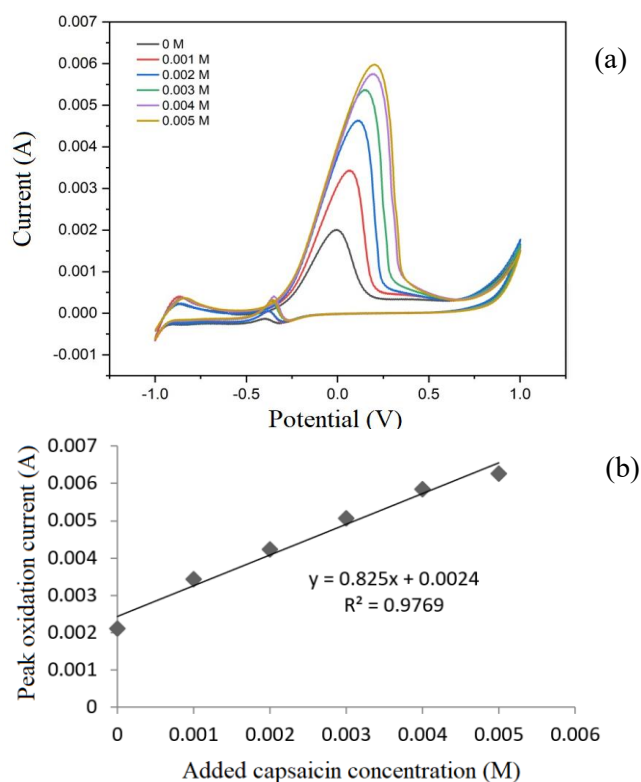 (a)
0.007
0.006
0.005
0.004
0.003
0.002
0.001
0.000
-0.001
Current (A)
0 M
0.001 M
0.002 M
0.003 M
0.004 M
0.005 M
-1.0 -0.5 0.0 0.5 1.0
Potential (V)
(b)
0.007
0.006
0.005
0.004
0.003
0.002
0.001
0
Peak oxidation current (A)
y = 0.825x + 0.0024
R² = 0.9769
0 0.001 0.002 0.003 0.004 0.005 0.006
Added capsaicin concentration (M)